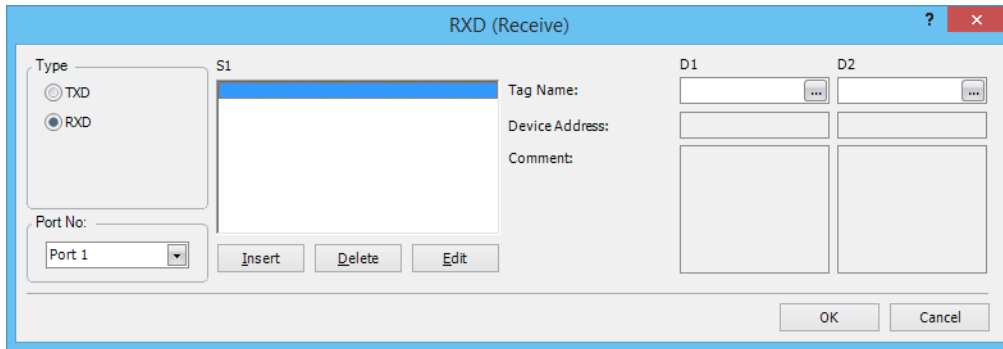 RXD (Receive)
?
Type
TXD
RXD
Port No:
Port 1
S1
Insert
Delete
Edit
D1
D2
Tag Name:
...
...
Device Address:
Comment:
OK
Cancel